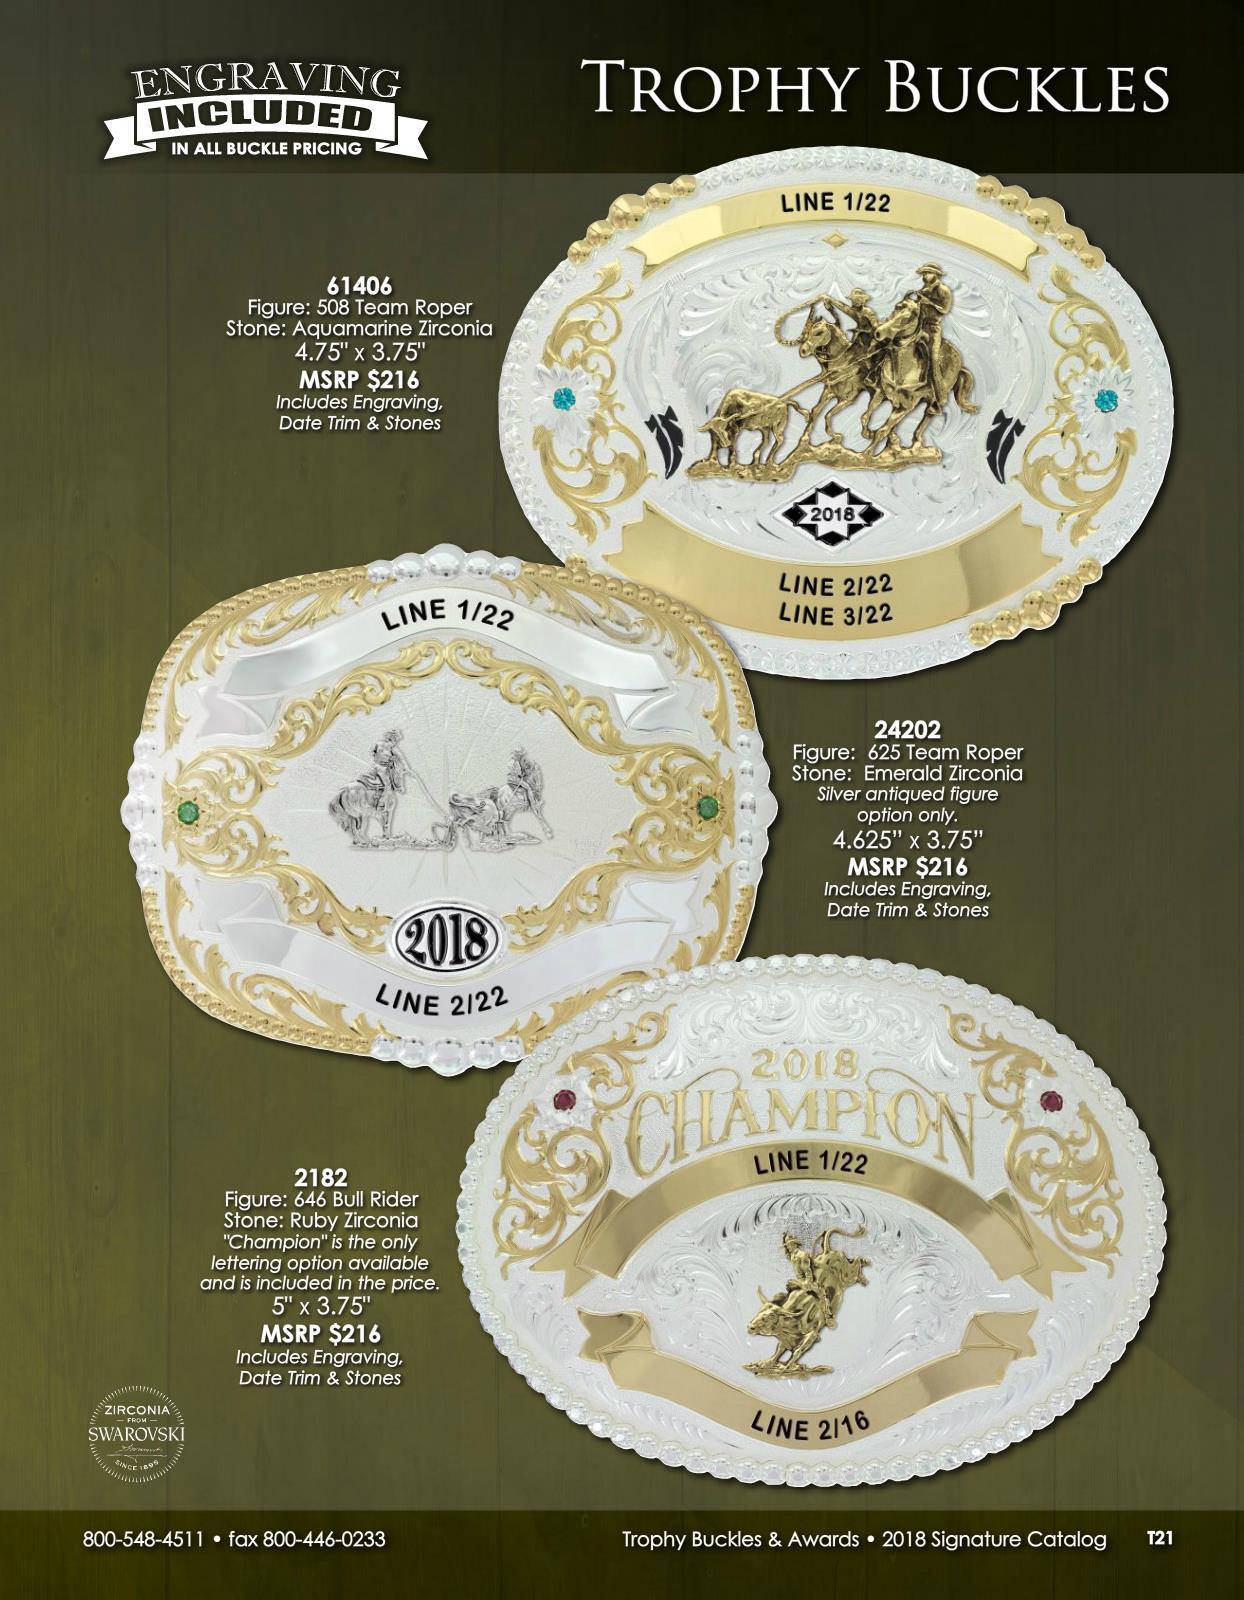 ENGRAVING
INCLUDED
IN ALL BUCKLE PRICING
TROPHY BUCKLES
LINE 1/22
2018
LINE 2/22
LINE 3/22
61406
Figure: 508 Team Roper
Stone: Aquamarine Zirconia
4.75" x 3.75"
MSRP $216
Includes Engraving,
Date Trim & Stones
LINE 1/22
2018
LINE 2/22
24202
Figure:  625 Team Roper
Stone:  Emerald Zirconia
Silver antiqued figure
option only.
4.625” x 3.75”
MSRP $216
Includes Engraving,
Date Trim & Stones
2018
CHAMPION
LINE 1/22
LINE 2/16
2182
Figure: 646 Bull Rider
Stone: Ruby Zirconia
"Champion" is the only
lettering option available
and is included in the price.
5" x 3.75"
MSRP $216
Includes Engraving,
Date Trim & Stones
ZIRCONIA
FROM
SWAROVSKI
SINCE 1895
800-548-4511 • fax 800-446-0233
Trophy Buckles & Awards • 2018 Signature Catalog T21